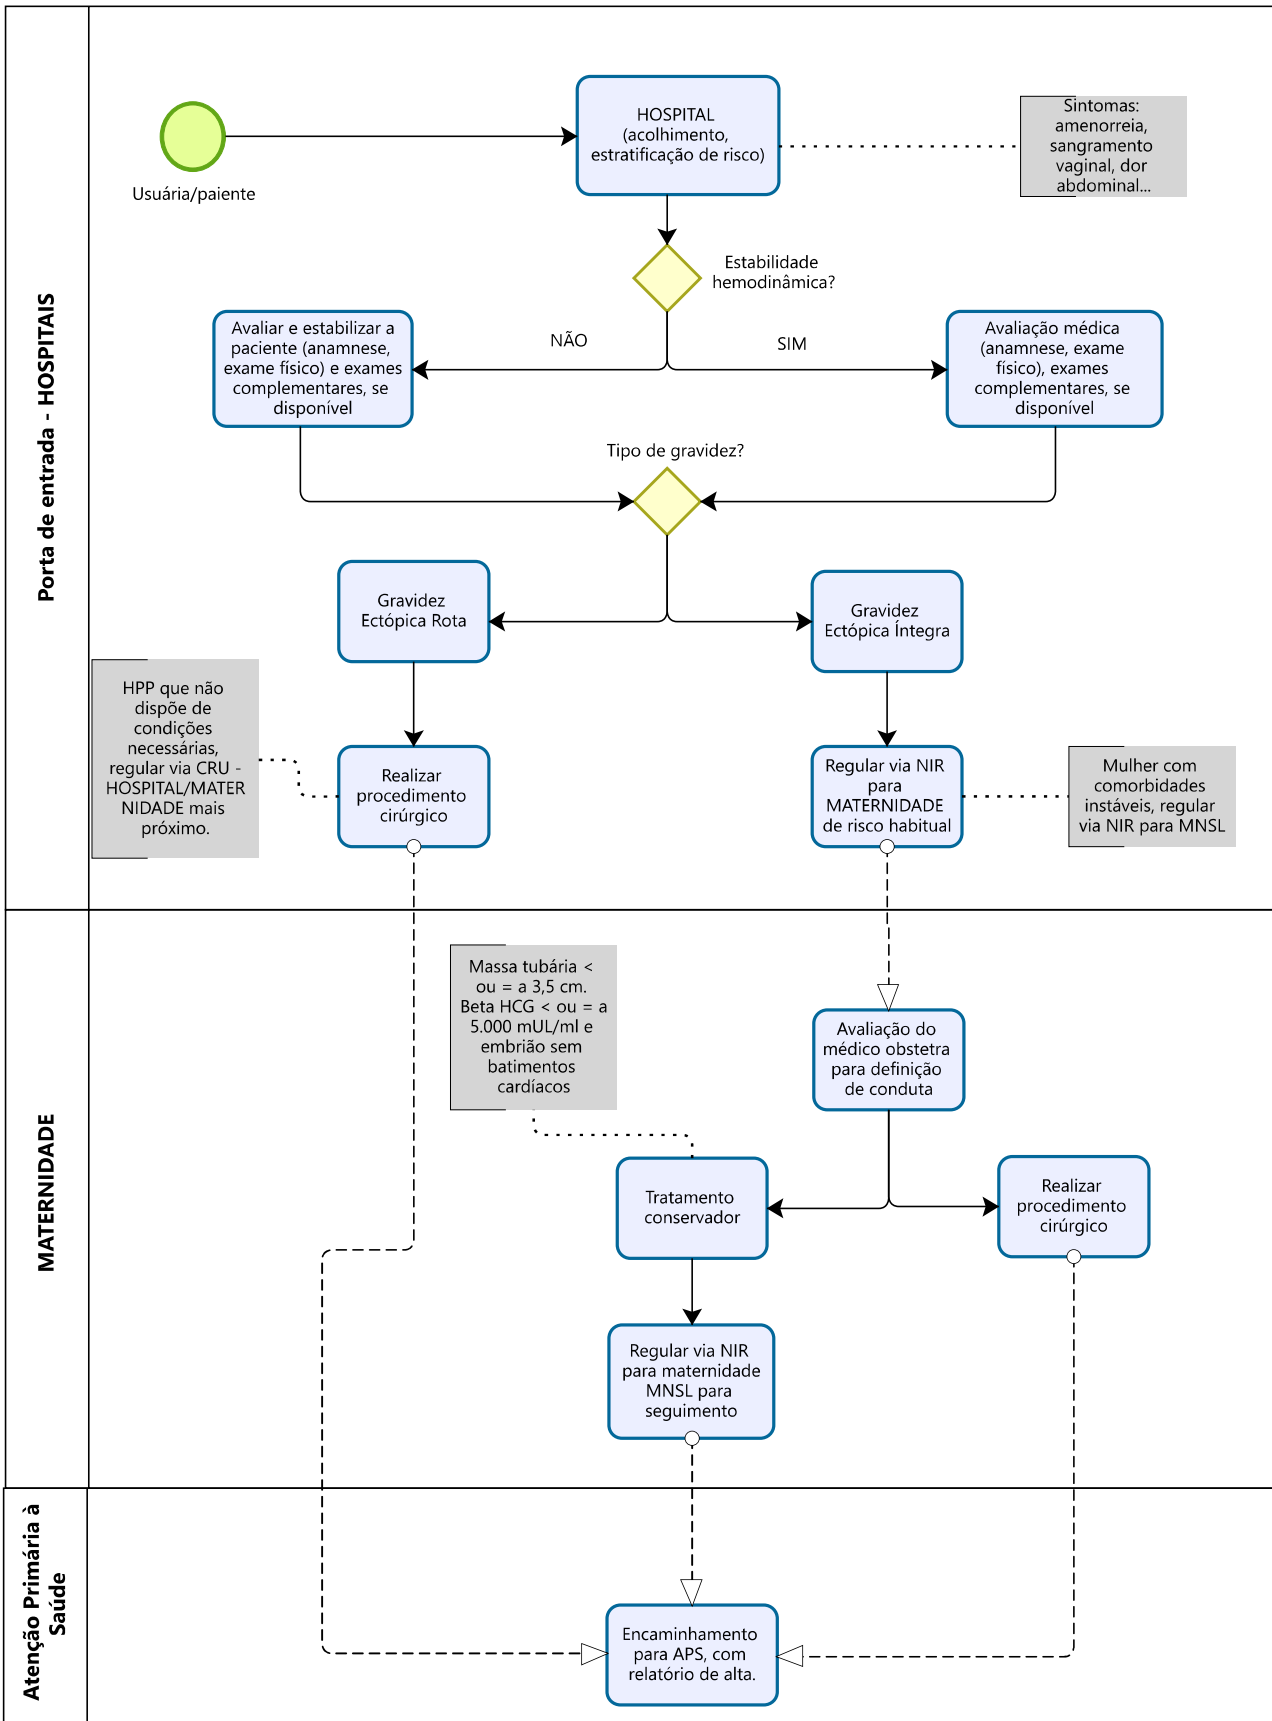 Porta de entrada - HOSPITAIS
HOSPITAL
(acolhimento,
estratificação de risco)
Sintomas:
amenorreia,
sangramento
vaginal, dor
abdominal...
Usuária/paiente
Estabilidade
hemodinâmica?
NÃO
SIM
Avaliar e estabilizar a
paciente (anamnese,
exame físico) e exames
complementares, se
disponível
Avaliação médica
(anamnese, exame
físico), exames
complementares, se
disponível
Tipo de gravidez?
Gravidez
Ectópica Rota
Gravidez
Ectópica Íntegra
HPP que não
dispõe de
condições
necessárias,
regular via CRU -
HOSPITAL/MATER
NIDADE mais
próximo.
Realizar
procedimento
cirúrgico
Regular via NIR
para
MATERNIDADE
de risco habitual
Mulher com
comorbidades
instáveis, regular
via NIR para MNSL
MATERNIDADE
Massa tubária <
ou = a 3,5 cm.
Beta HCG < ou = a
5.000 mUL/ml e
embrião sem
batimentos
cardíacos
Avaliação do
médico obstetra
para definição
de conduta
Tratamento
conservador
Realizar
procedimento
cirúrgico
Regular via NIR
para maternidade
MNSL para
seguimento
Atenção Primária à
Saúde
Encaminhamento
para APS, com
relatório de alta.